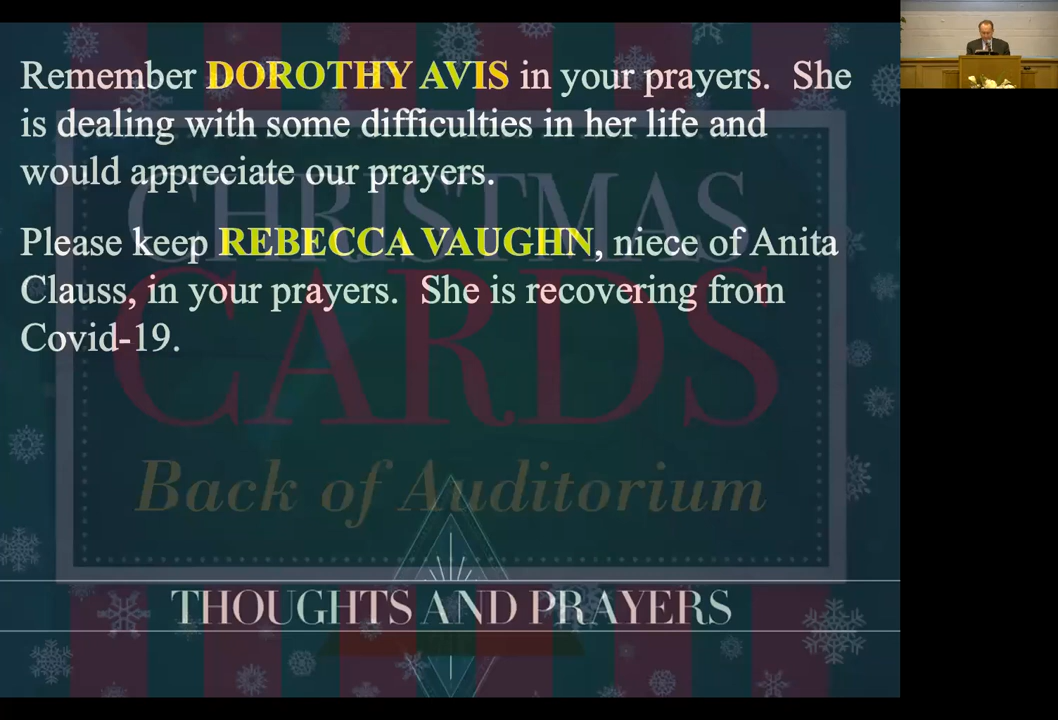 Remember DOROTHY AVIS in your prayers. She
is dealing with some difficulties in her life and
would appreciate our prayers.
Please keep REBECCA VAUGHN, niece of Anita
Clauss, in your prayers. She is recovering from
Covid-19.
CHRISTMAS
CARDS
Back of Auditorium
THOUGHTS AND PRAYERS